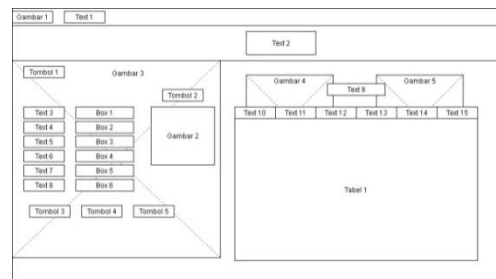 Gambar 1 Text 1
Text 2
Tombol 1
Gambar 3
Tombol 2
Text 3 Box 1
Text 4 Box 2
Text 5 Box 3
Text 6 Box 4
Text 7 Box 5
Text 8 Box 6
Gambar 2
Tombol 3 Tombol 4 Tombol 5
Gambar 4 Gambar 5
Text 9
Text 10 Text 11 Text 12 Text 13 Text 14 Text 15
Tabel 1